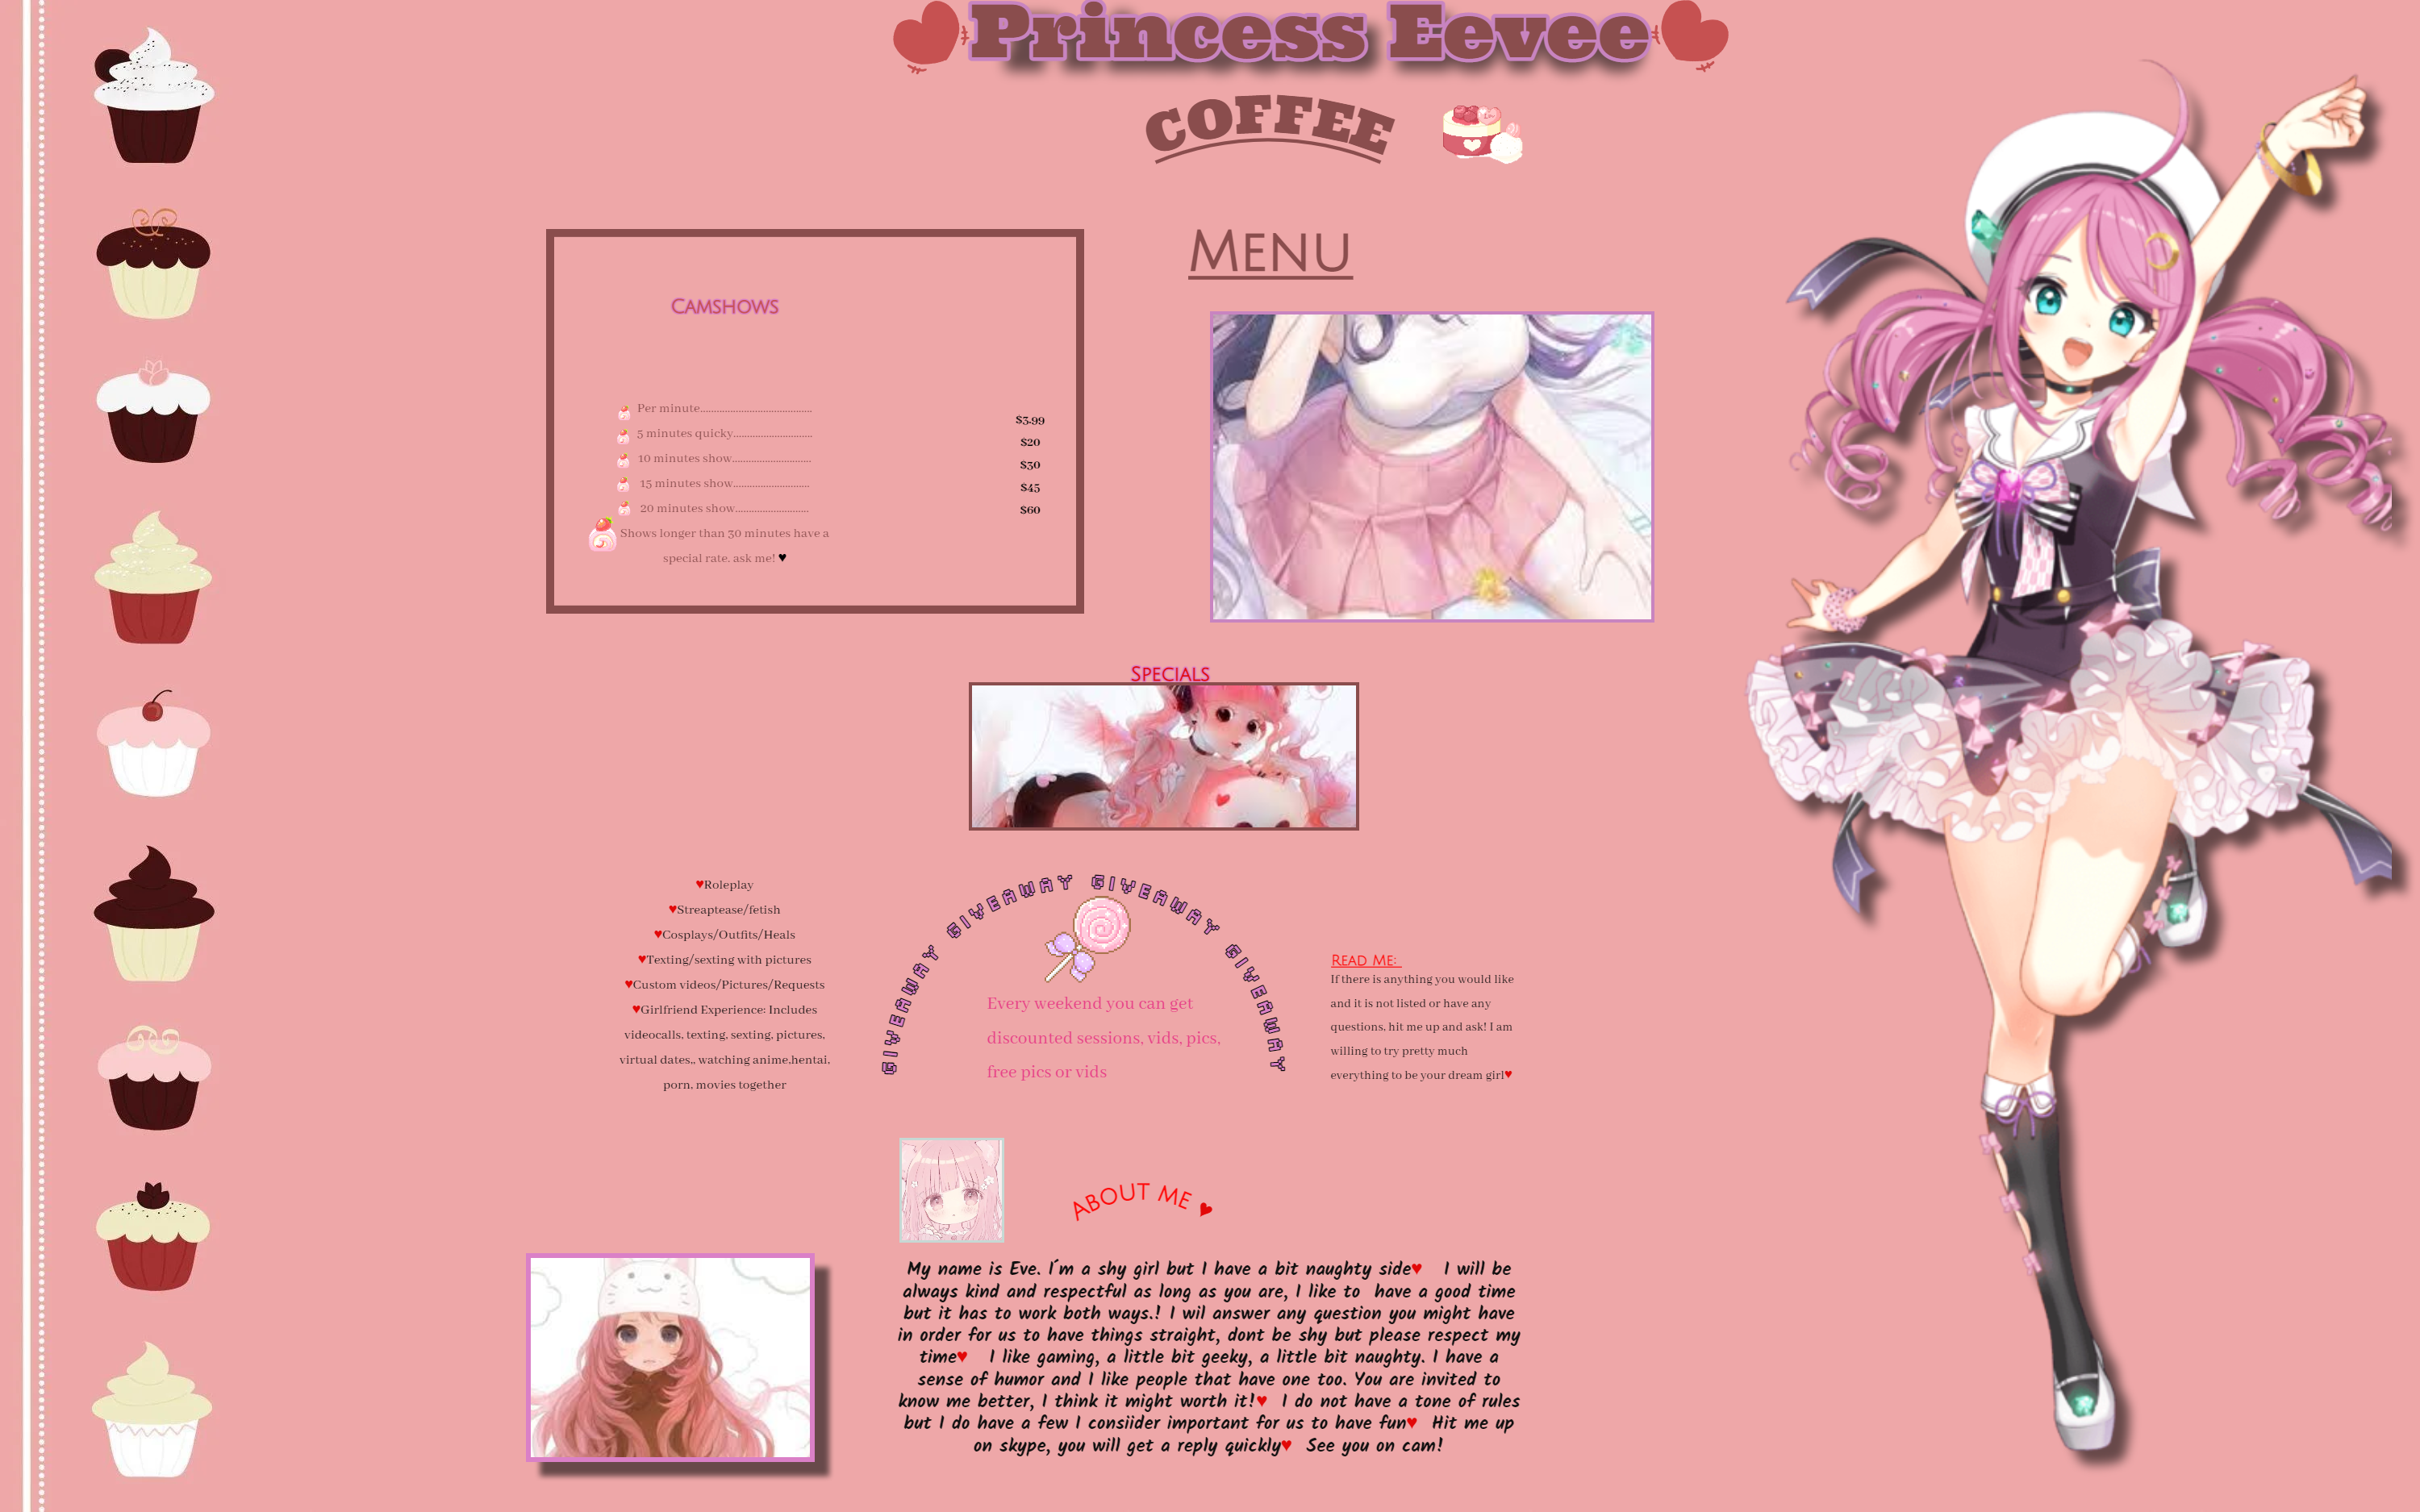 Princess Eevee
COFFEE
MENU
CAMSHOWS
Per minute........................................ $3.99
5 minutes quicky............................ $20
10 minutes show............................ $30
15 minutes show........................... $45
20 minutes show.......................... $60
Shows longer than 30 minutes have a
special rate. ask me! ♥
SPECIALS
♥Roleplay
♥Streaptease/fetish
♥Cosplays/Outfits/Heals
♥Texting/sexting with pictures
♥Custom videos/Pictures/Requests
♥Girlfriend Experience: Includes
videocalls, texting, sexting, pictures,
virtual dates,, watching anime,hentai,
porn, movies together
GIVEAWAY GIVEAWAY GIVEAWAY GIVEAWAY
Every weekend you can get
discounted sessions, vids, pics,
free pics or vids
READ ME:
If there is anything you would like
and it is not listed or have any
questions, hit me up and ask! I am
willing to try pretty much
everything to be your dream girl♥
ABOUT ME ♥
My name is Eve. I´m a shy girl but I have a bit naughty side♥ I will be
always kind and respectful as long as you are, I like to have a good time
but it has to work both ways.! I wil answer any question you might have
in order for us to have things straight, dont be shy but please respect my
time♥ I like gaming, a little bit geeky, a little bit naughty. I have a
sense of humor and I like people that have one too. You are invited to
know me better, I think it might worth it!♥ I do not have a tone of rules
but I do have a few I consiider important for us to have fun♥ Hit me up
on skype, you will get a reply quickly♥ See you on cam!